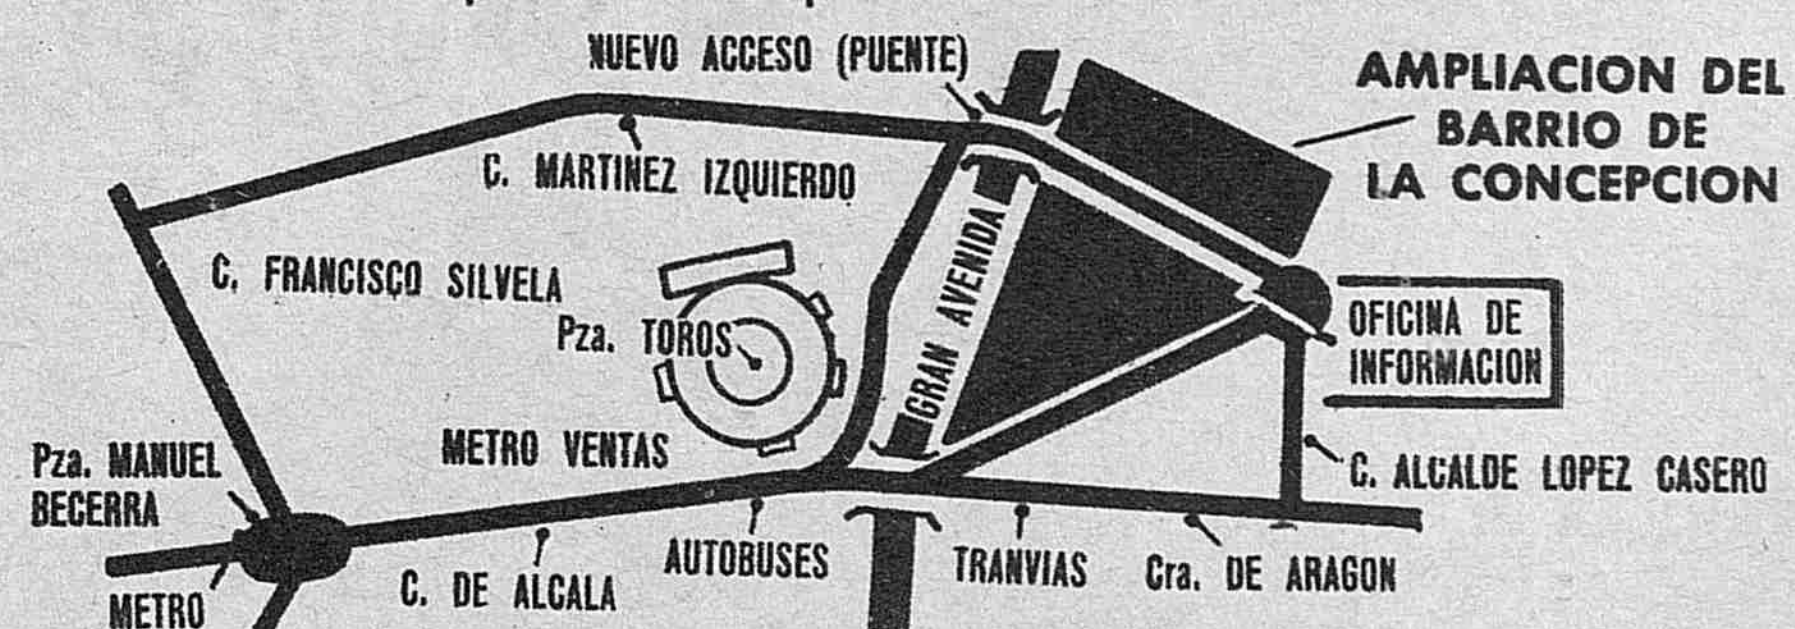 NUEVO ACCESO (PUENTE)
AMPLIACION DEL
BARRIO DE
LA CONCEPCION
C. MARTINEZ IZQUIERDO
C. FRANCISCO SILVELA
Pza. TOROS
GRAN AVENIDA
OFICINA DE
INFORMACION
METRO VENTAS
Pza. MANUEL
BECERRA
C. ALCALDE LOPEZ CASERO
AUTOBUSES
TRANVIAS
Cra. DE ARAGON
C. DE ALCALA
METRO